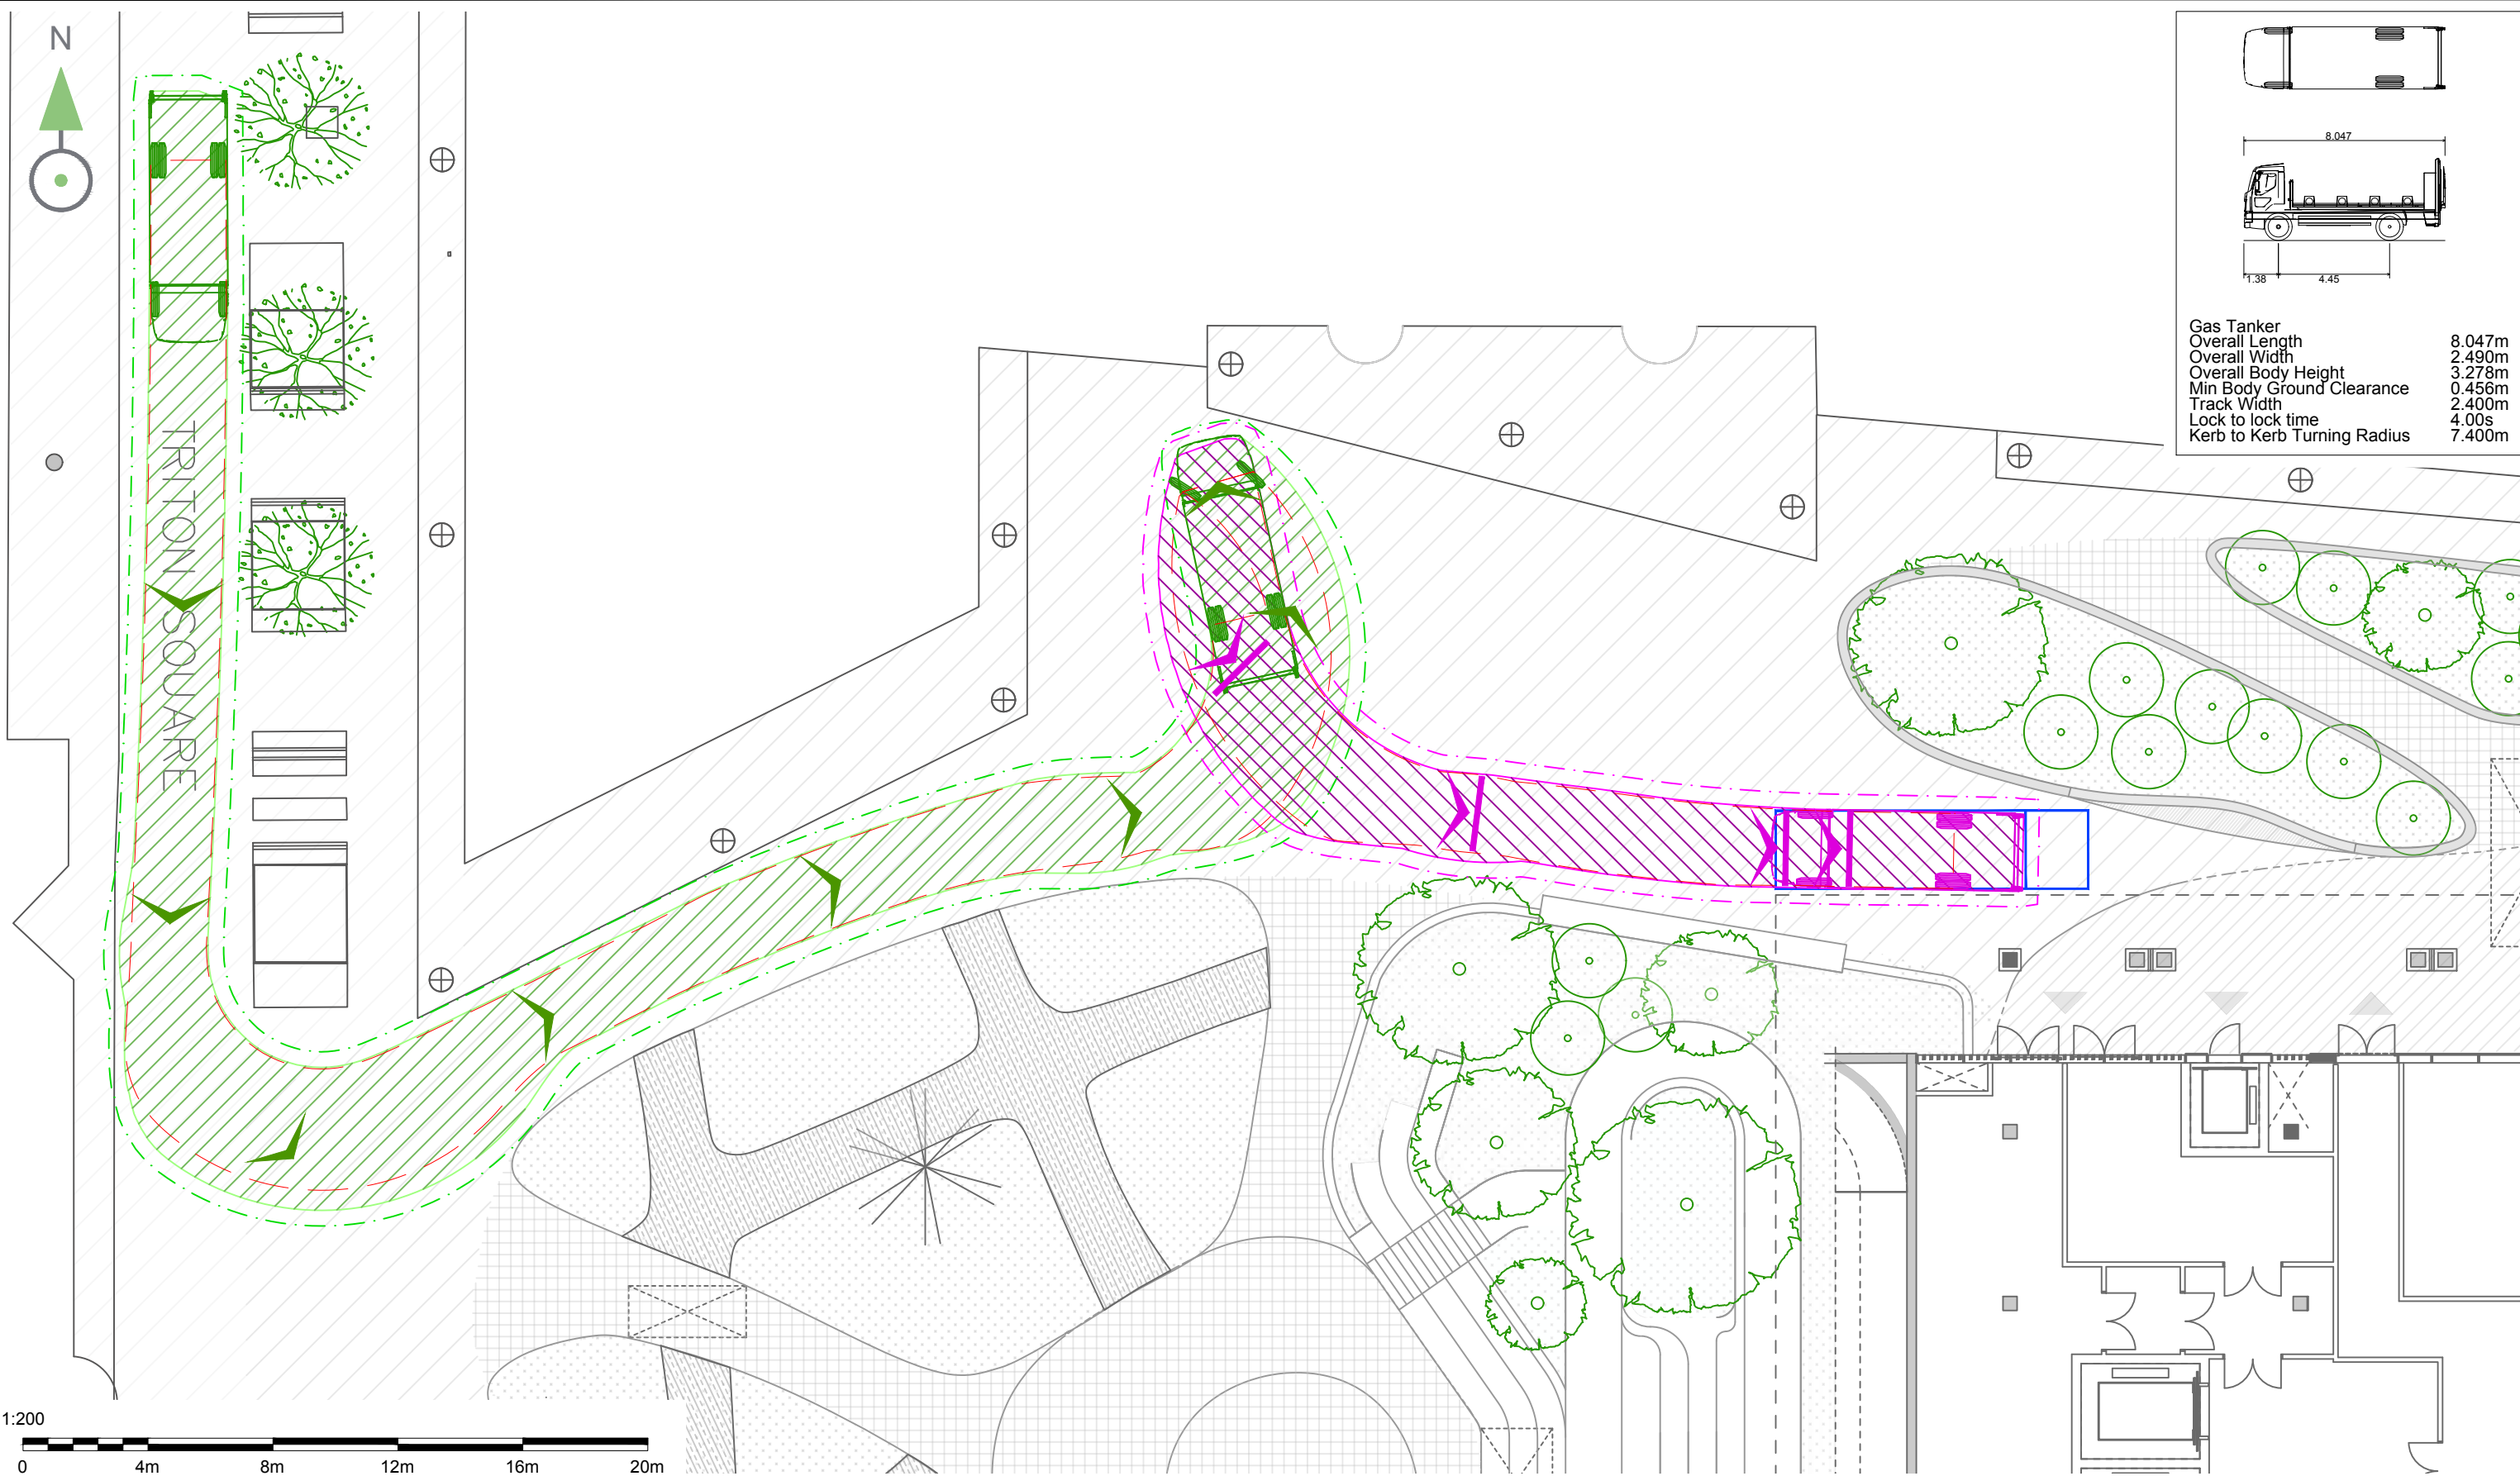 N
8.047
1.38
4.45
Gas Tanker
Overall Length 8.047m
Overall Width 2.490m
Overall Body Height 3.278m
Min Body Ground Clearance 0.456m
Track Width 2.400m
Lock to lock time 4.00s
Kerb to Kerb Turning Radius 7.400m
TRITON SQUARE
1:200
0 4m 8m 12m 16m 20m